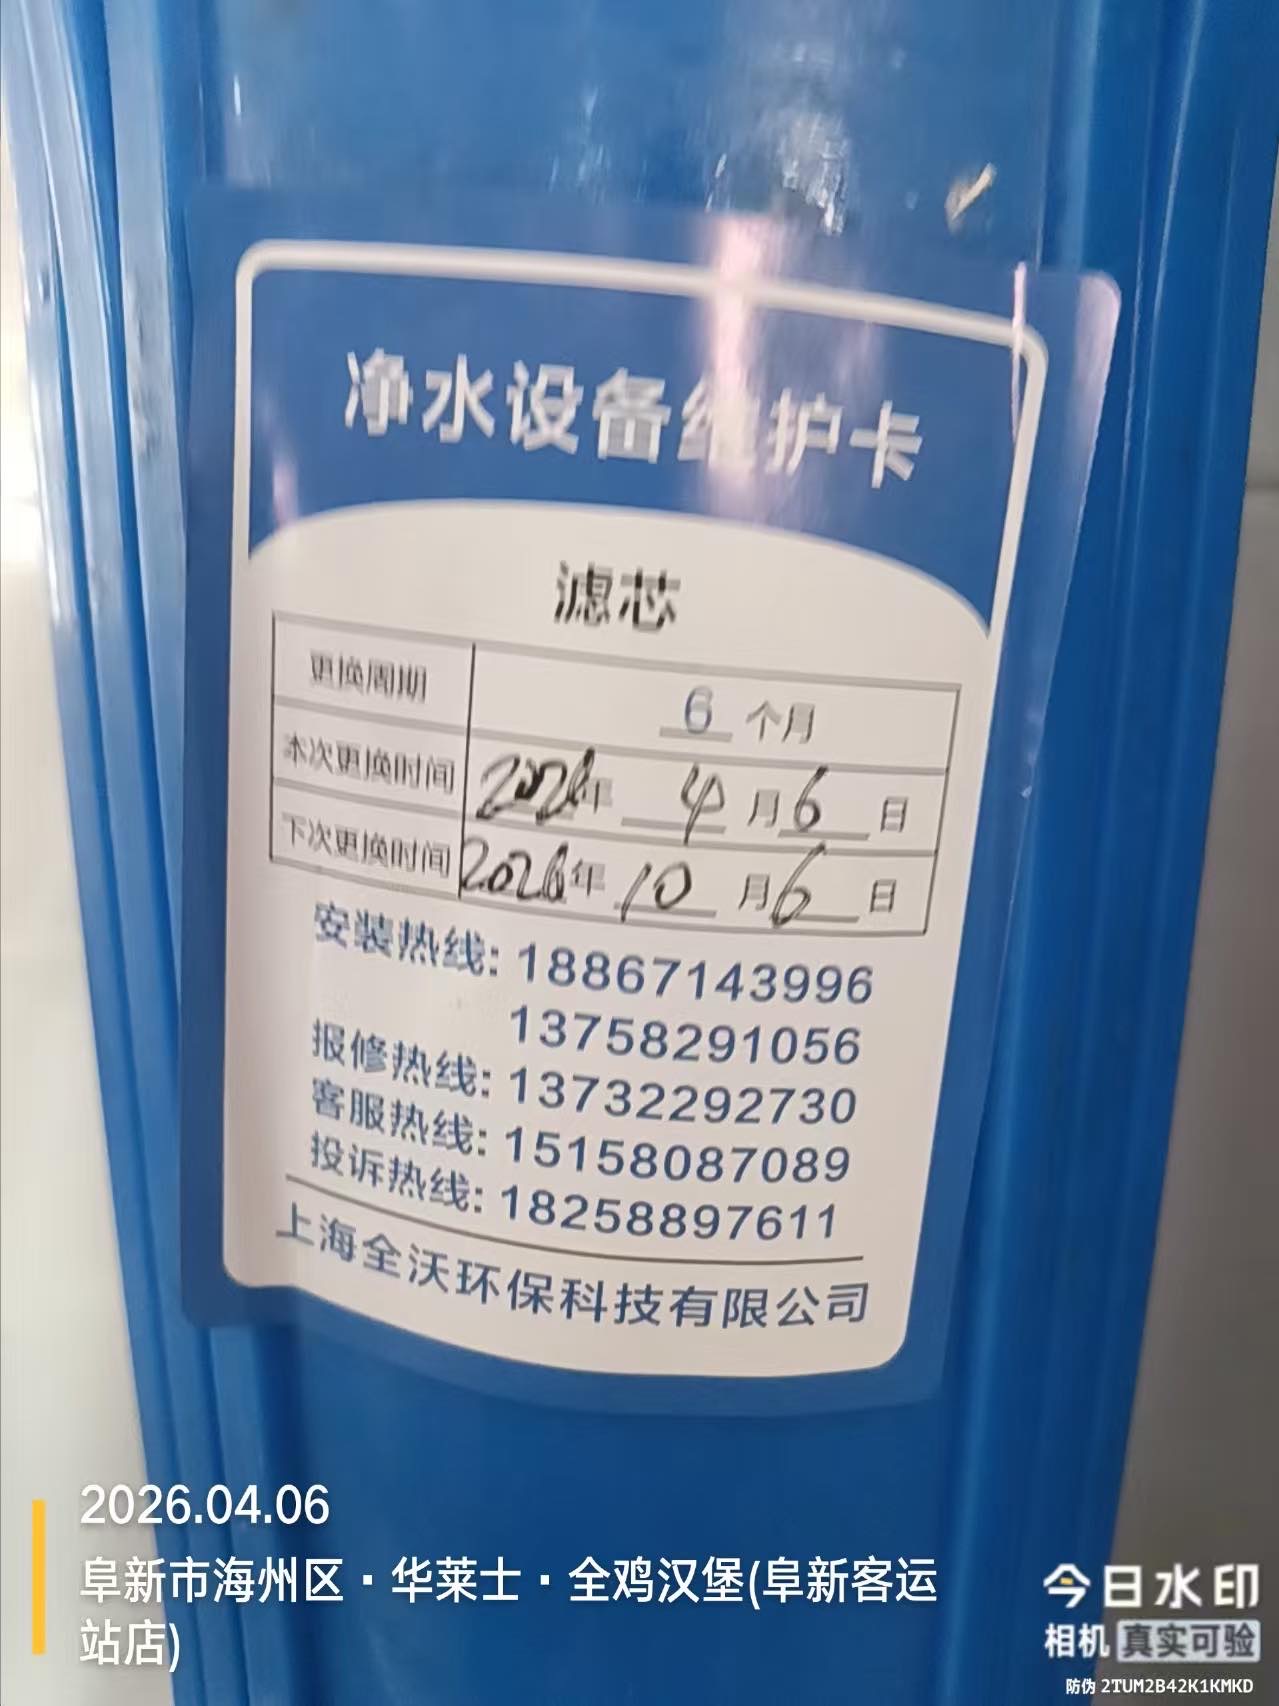 净水设备维护卡
滤芯
更换周期 6 个月
本次更换时间 2026年 4 月 6 日
下次更换时间 2026年 10 月 6 日
安装热线: 18867143996
13758291056
报修热线: 13732292730
客服热线: 15158087089
投诉热线: 18258897611
上海全沃环保科技有限公司
2026.04.06
阜新市海州区·华莱士·全鸡汉堡(阜新客运
站店)
今日水印
相机 真实可验
防伪 2TUM2B42K1KMKD